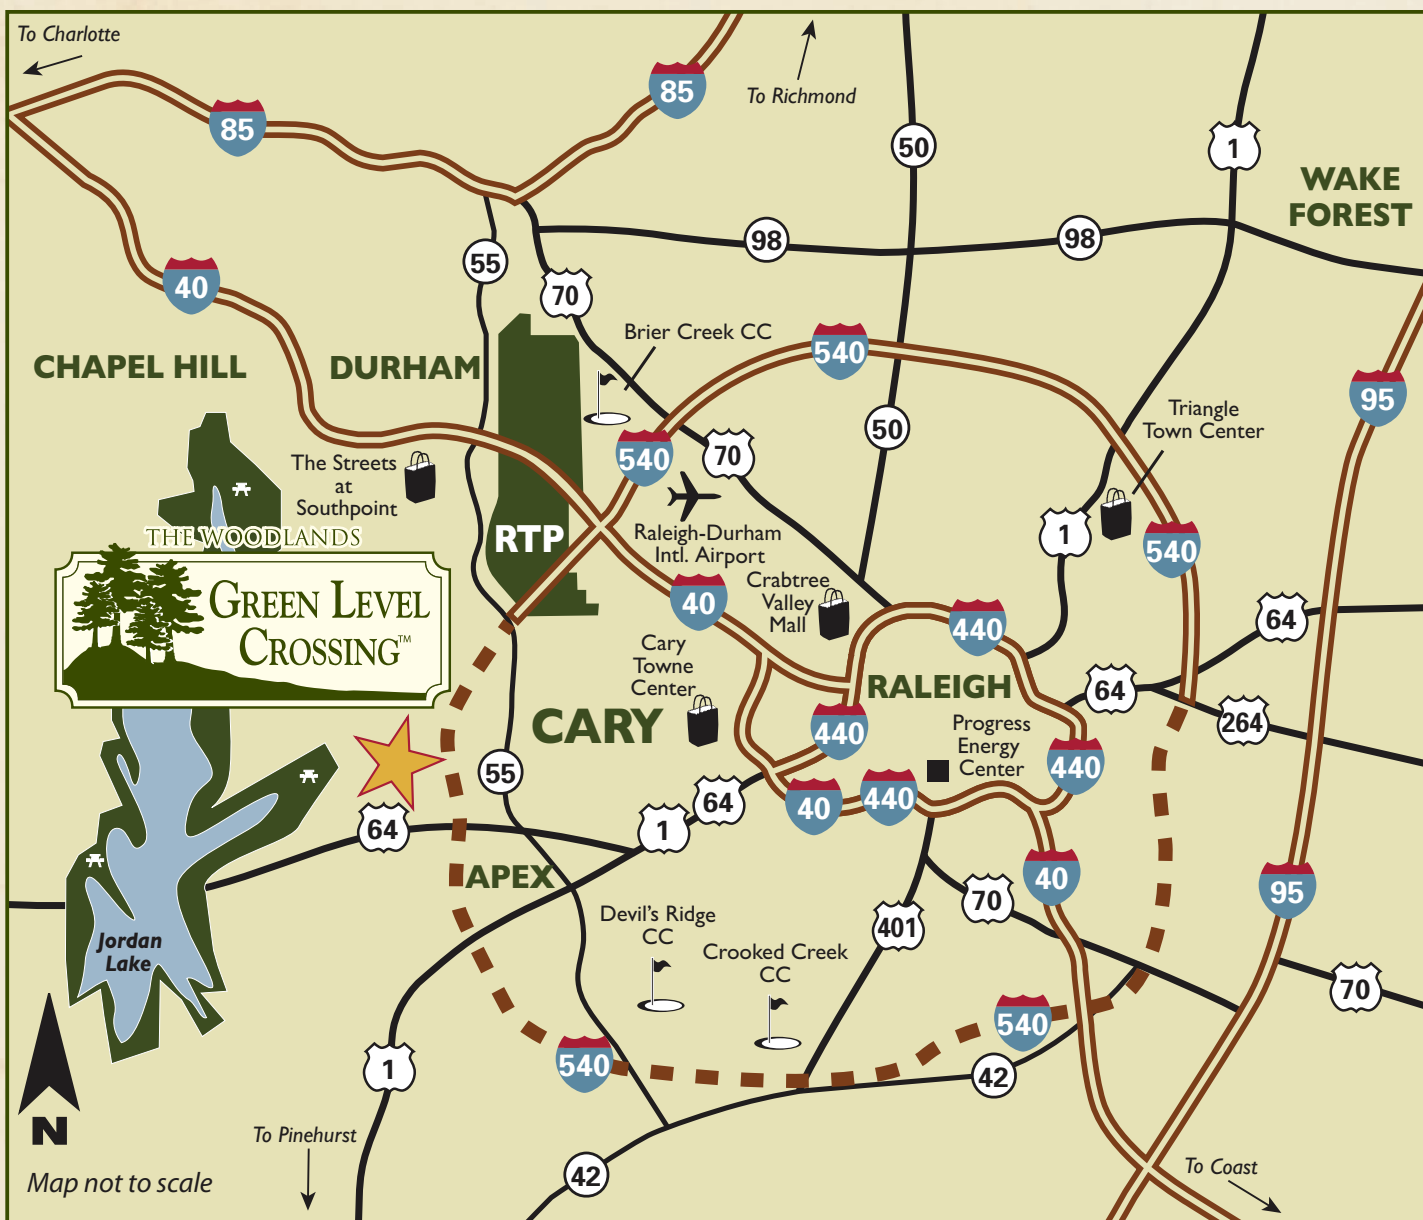 To Charlotte
85
85
To Richmond
50
1
WAKE
FOREST
98
98
55
70
40
Brier Creek CC
540
CHAPEL HILL
DURHAM
95
Triangle
Town Center
50
540
70
The Streets
at
Southpoint
RTP
Raleigh-Durham
Intl. Airport
1
540
THE WOODLANDS
GREEN LEVEL
CROSSING™
40
Crabtree
Valley
Mall
440
64
Cary
Towne
Center
RALEIGH
64
CARY
440
264
Progress
Energy
Center
440
55
64
40
440
64
1
APEX
40
95
70
Devil's Ridge
CC
401
Crooked Creek
CC
Jordan
Lake
70
540
540
1
42
N
To Pinehurst
To Coast
42
Map not to scale